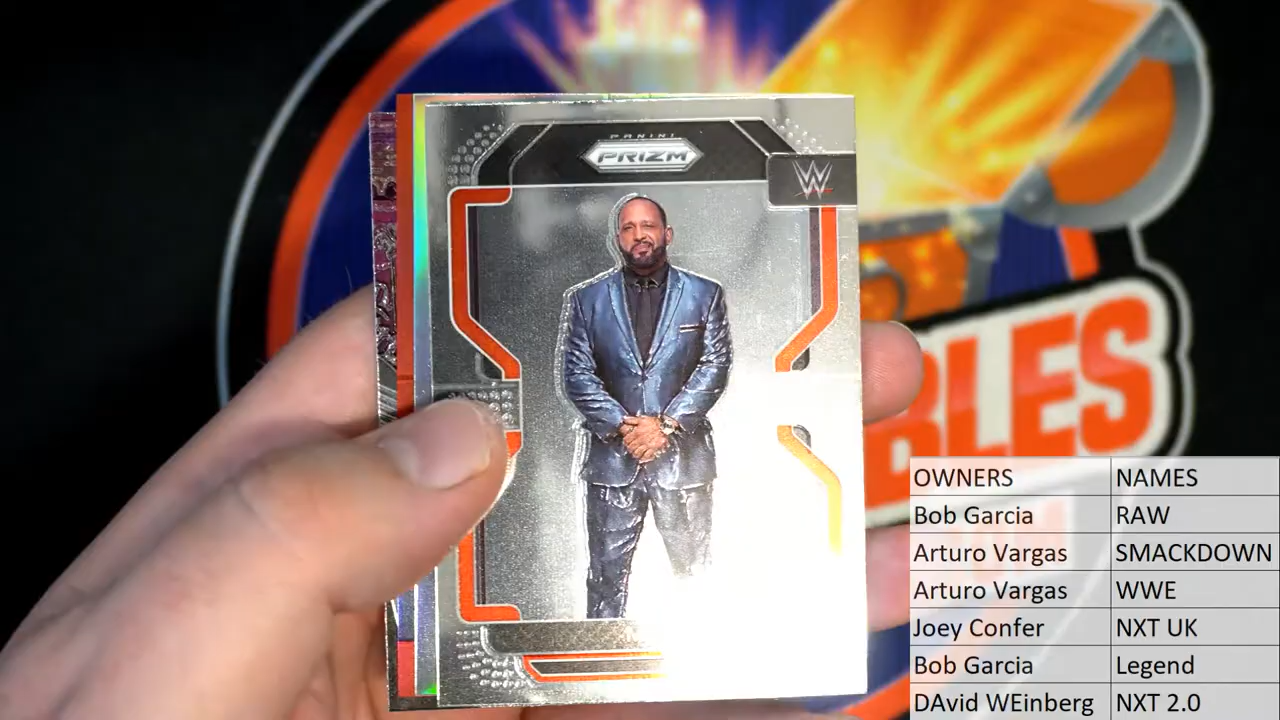 PANINI
PRIZM
W
BLES
OWNERS NAMES
Bob Garcia RAW
Arturo Vargas SMACKDOWN
Arturo Vargas WWE
Joey Confer NXT UK
Bob Garcia Legend
DAvid WEinberg NXT 2.0